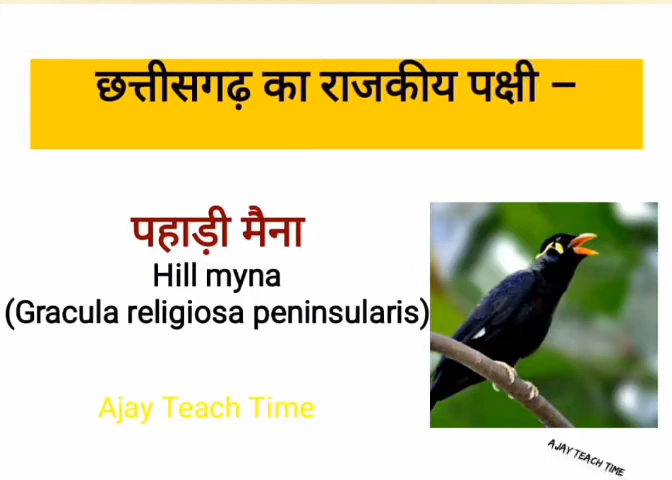 छत्तीसगढ़ का राजकीय पक्षी –
पहाड़ी मैना
Hill myna
(Gracula religiosa peninsularis)
Ajay Teach Time
AJAY TEACH TIME